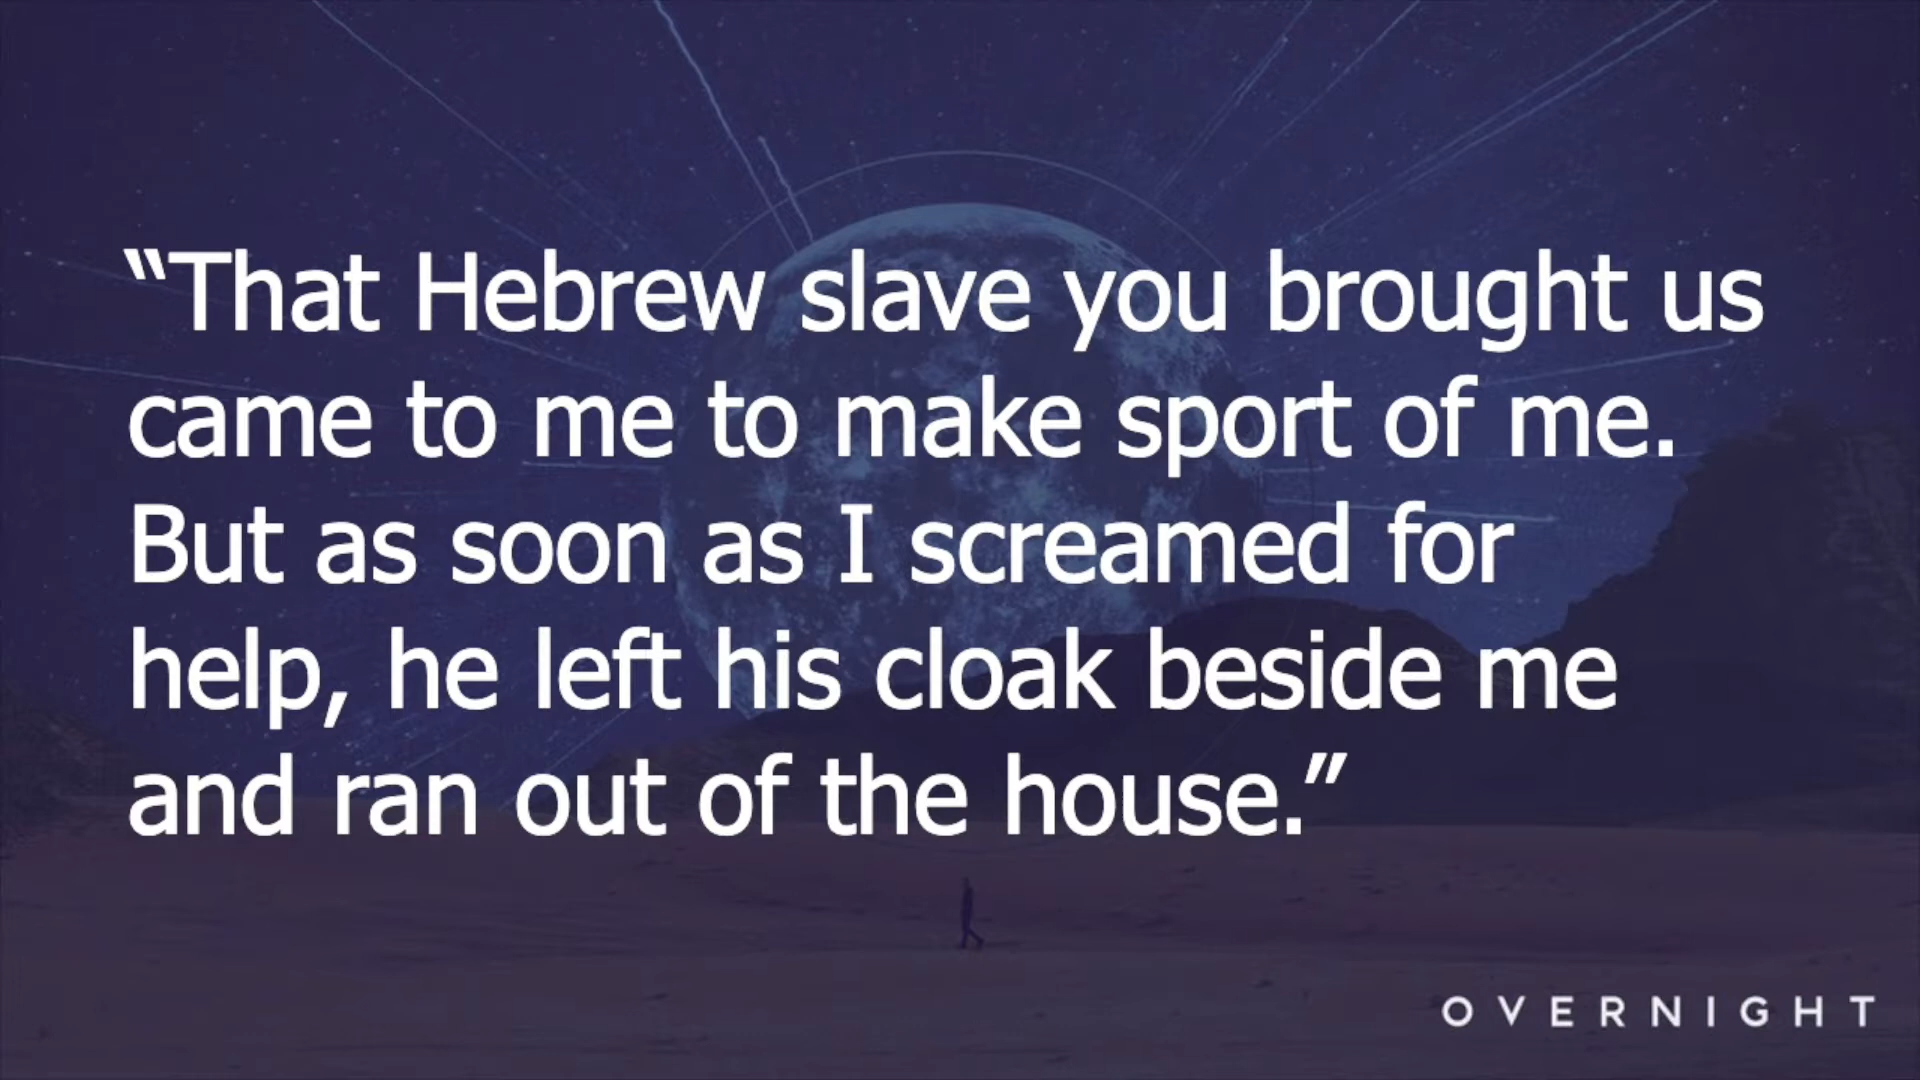 “That Hebrew slave you brought us
came to me to make sport of me.
But as soon as I screamed for
help, he left his cloak beside me
and ran out of the house.”
OVERNIGHT